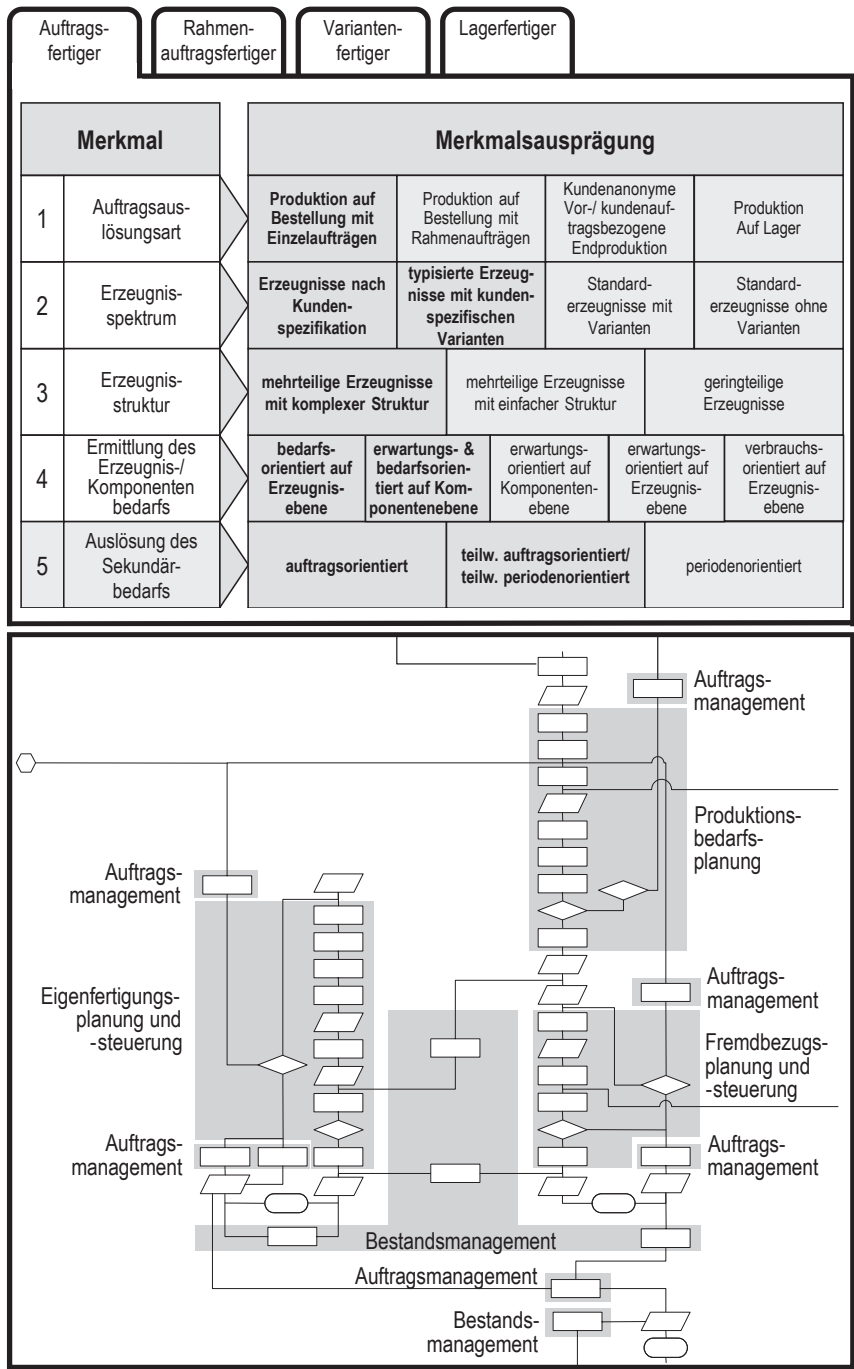 Auftrags-
fertiger
Rahmen-
auftragsfertiger
Varianten-
fertiger
Lagerfertiger
Merkmal
Merkmalsausprägung
1
Auftragsaus-
lösungsart
Produktion auf
Bestellung mit
Einzelaufträgen
Produktion auf
Bestellung mit
Rahmenaufträgen
Kundenanonyme
Vor-/ kundenauf-
tragsbezogene
Endproduktion
Produktion
Auf Lager
2
Erzeugnis-
spektrum
Erzeugnisse nach
Kunden-
spezifikation
typisierte Erzeug-
nisse mit kunden-
spezifischen
Varianten
Standard-
erzeugnisse mit
Varianten
Standard-
erzeugnisse ohne
Varianten
3
Erzeugnis-
struktur
mehrteilige Erzeugnisse
mit komplexer Struktur
mehrteilige Erzeugnisse
mit einfacher Struktur
geringteilige
Erzeugnisse
4
Ermittlung des
Erzeugnis-/
Komponenten
bedarfs
bedarfs-
orientiert auf
Erzeugnis-
ebene
erwartungs- &
bedarfsorien-
tiert auf Kom-
ponentenebene
erwartungs-
orientiert auf
Komponenten-
ebene
erwartungs-
orientiert auf
Erzeugnis-
ebene
verbrauchs-
orientiert auf
Erzeugnis-
ebene
5
Auslösung des
Sekundär-
bedarfs
auftragsorientiert
teilw. auftragsorientiert/
teilw. periodenorientiert
periodenorientiert
Auftrags-
management
Produktions-
bedarfs-
planung
Auftrags-
management
Eigenfertigungs-
planung und
-steuerung
Auftrags-
management
Fremdbezugs-
planung und
-steuerung
Auftrags-
management
Auftrags-
management
Bestandsmanagement
Auftragsmanagement
Bestands-
management